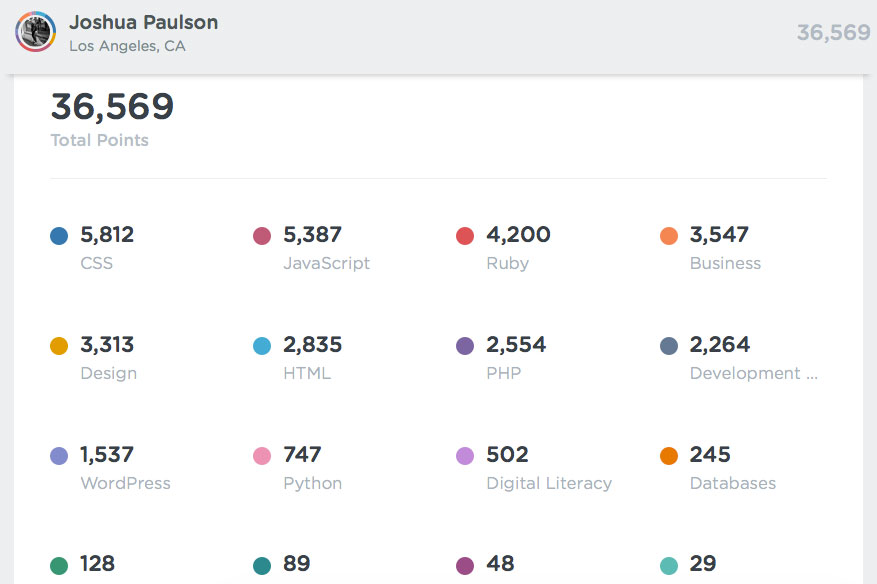 Joshua Paulson
Los Angeles, CA
36,569
36,569
Total Points
5,812
CSS
5,387
JavaScript
4,200
Ruby
3,547
Business
3,313
Design
2,835
HTML
2,554
PHP
2,264
Development ...
1,537
WordPress
747
Python
502
Digital Literacy
245
Databases
128
89
48
29